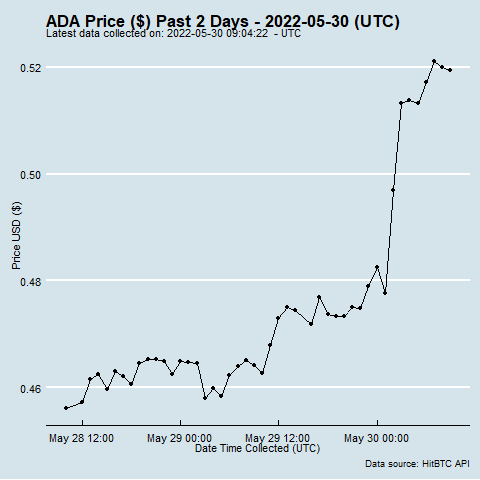 ADA Price ($) Past 2 Days - 2022-05-30 (UTC)
Latest data collected on: 2022-05-30 09:04:22  - UTC
0.52
0.50
0.48
0.46
Price USD ($)
May 28 12:00
May 29 00:00
May 29 12:00
May 30 00:00
Date Time Collected (UTC)
Data source: HitBTC API